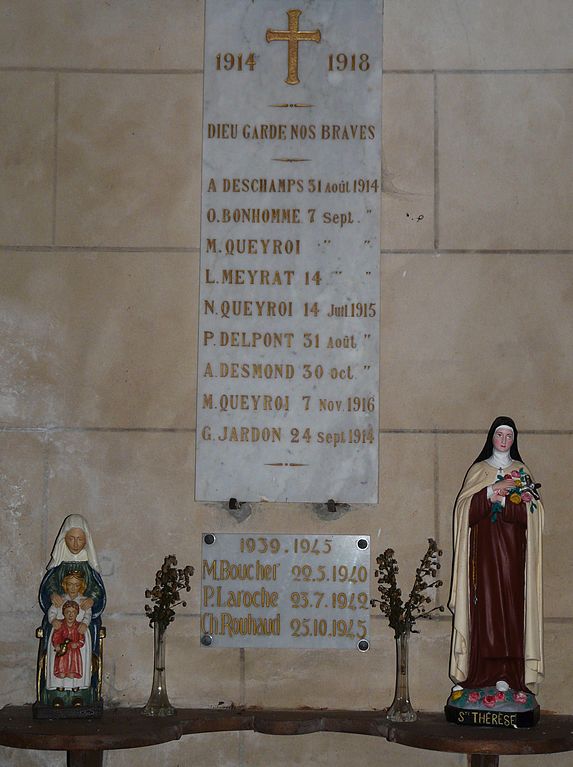 1914 1918
DIEU GARDE NOS BRAVES
A DESCHAMPS 31 Août 1914
O. BONHOMME 7 Sept. "
M. QUEYROI " "
L. MEYRAT 14 " "
N. QUEYROI 14 Juil 1915
P. DELPONT 31 Août "
A. DESMOND 30 Oct. "
M. QUEYROI 7 Nov. 1916
G. JARDON 24 Sept 1914
1939.1945
M. Boucher 22.5.1940
P. Laroche 23.7.1942
Ch. Rouhaud 25.10.1945
STE THÉRÈSE